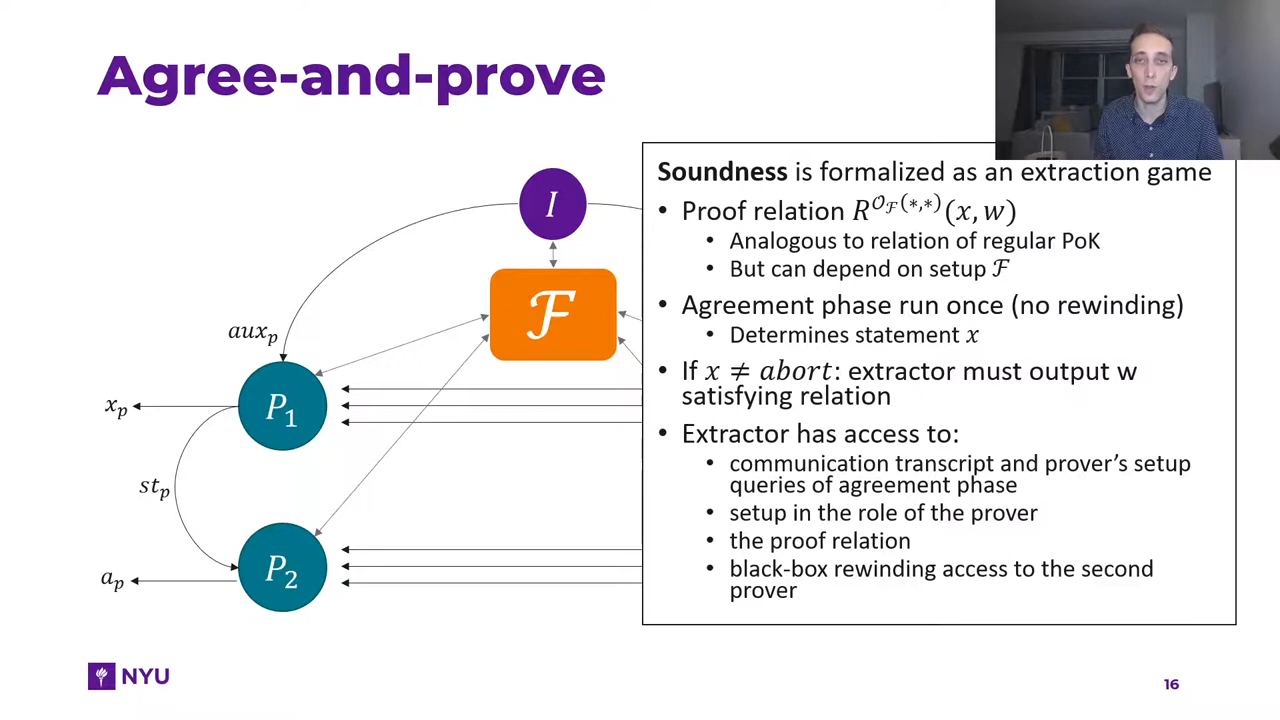 Agree-and-prove
I
ℱ
aux_p
P_1
x_p
st_p
P_2
a_p
Soundness is formalized as an extraction game
• Proof relation R^{𝒪_ℱ(*,*)}(x, w)
• Analogous to relation of regular PoK
• But can depend on setup ℱ
• Agreement phase run once (no rewinding)
• Determines statement x
• If x ≠ abort: extractor must output w
satisfying relation
• Extractor has access to:
• communication transcript and prover's setup
queries of agreement phase
• setup in the role of the prover
• the proof relation
• black-box rewinding access to the second
prover
NYU
16